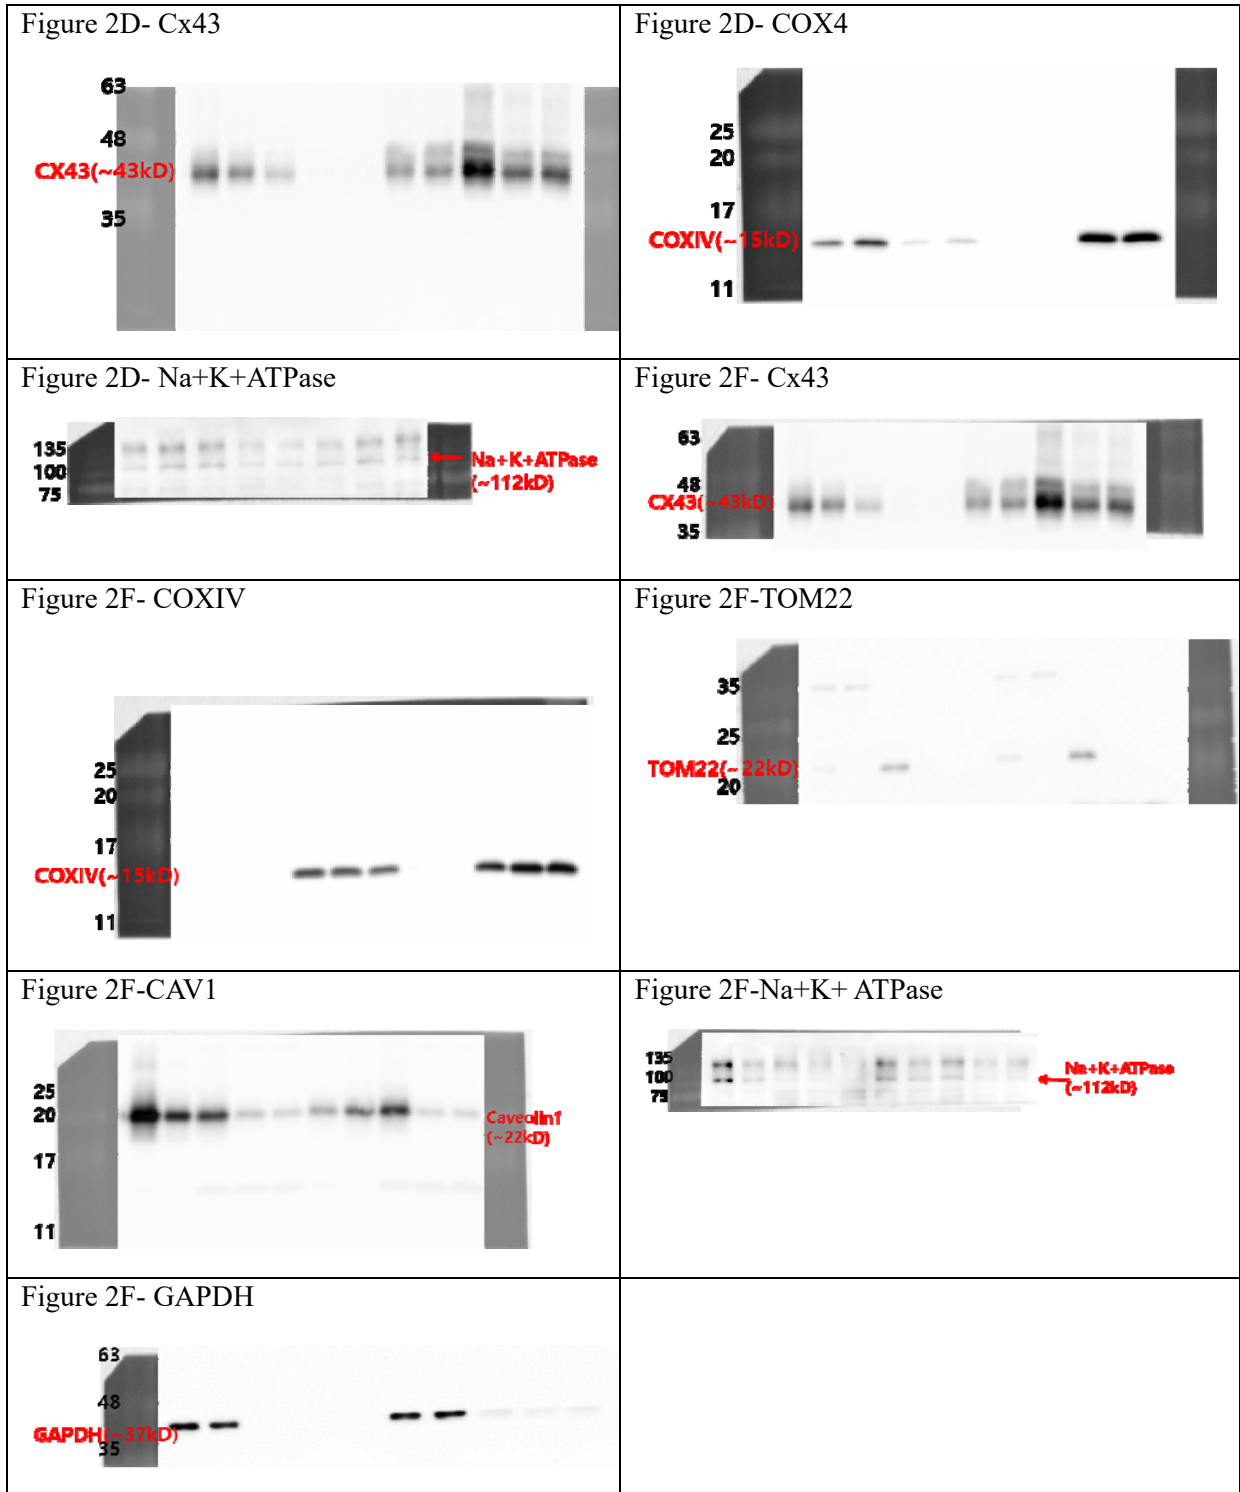 Figure 2D- Cx43
63
48
CX43(~43kD)
35
Figure 2D- COX4
25
20
17
COXIV(~15kD)
11
Figure 2D- Na+K+ATPase
135
100
75
Na+K+ATPase
(~112kD)
Figure 2F- Cx43
63
48
CX43(~43kD)
35
Figure 2F- COXIV
25
20
17
COXIV(~15kD)
11
Figure 2F-TOM22
35
25
TOM22(~22kD)
20
Figure 2F-CAV1
25
20
17
11
Caveolin1
(~22kD)
Figure 2F-Na+K+ ATPase
135
100
75
Na+K+ATPase
(~112kD)
Figure 2F- GAPDH
63
48
GAPDH(~37kD)
35